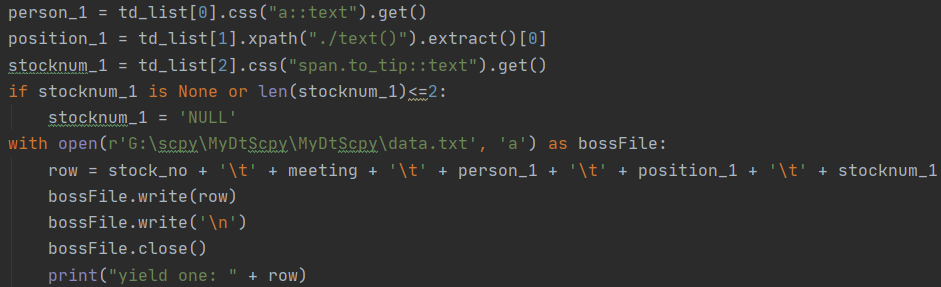 person_1 = td_list[0].css("a::text").get()
position_1 = td_list[1].xpath("./text()").extract()[0]
stocknum_1 = td_list[2].css("span.to_tip::text").get()
if stocknum_1 is None or len(stocknum_1)<=2:
    stocknum_1 = 'NULL'
with open(r'G:\scpy\MyDtScpy\MyDtScpy\data.txt', 'a') as bossFile:
    row = stock_no + '\t' + meeting + '\t' + person_1 + '\t' + position_1 + '\t' + stocknum_1
    bossFile.write(row)
    bossFile.write('\n')
    bossFile.close()
    print("yield one: " + row)